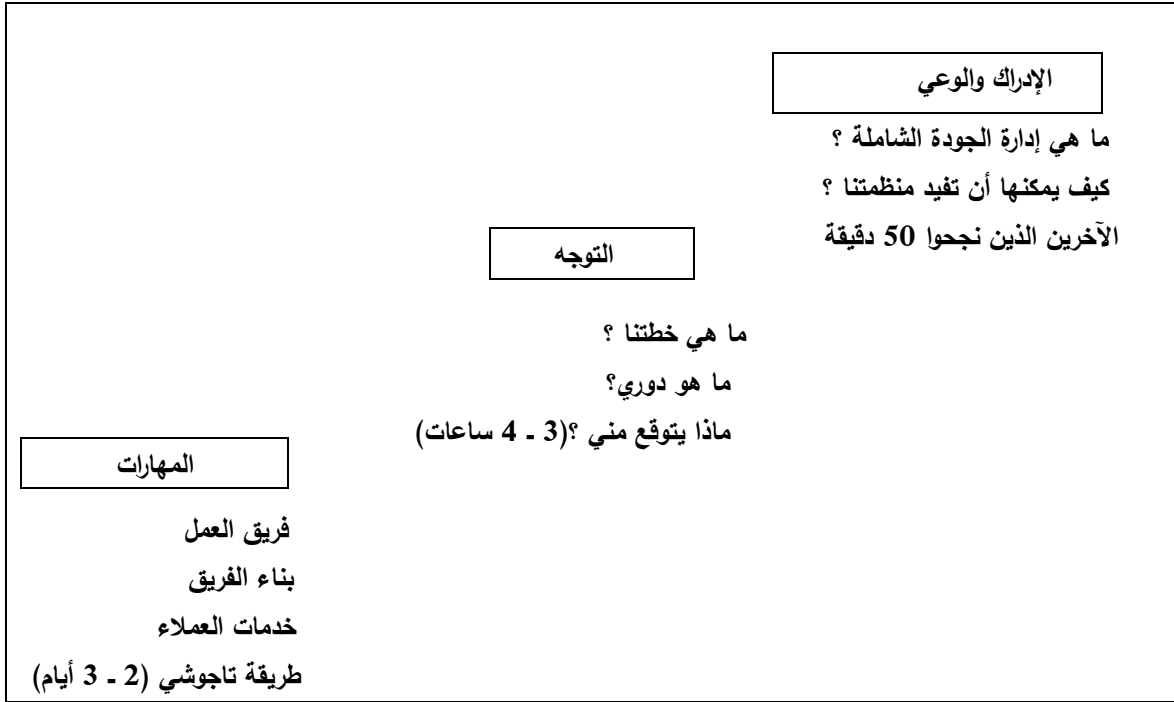 الإدراك والوعي
ما هي إدارة الجودة الشاملة ؟
كيف يمكنها أن تفيد منظمتنا ؟
الآخرين الذين نجحوا 50 دقيقة
التوجه
ما هي خطتنا ؟
ما هو دوري؟
ماذا يتوقع مني ؟(3 ـ 4 ساعات)
المهارات
فريق العمل
بناء الفريق
خدمات العملاء
طريقة تاجوشي (2 ـ 3 أيام)